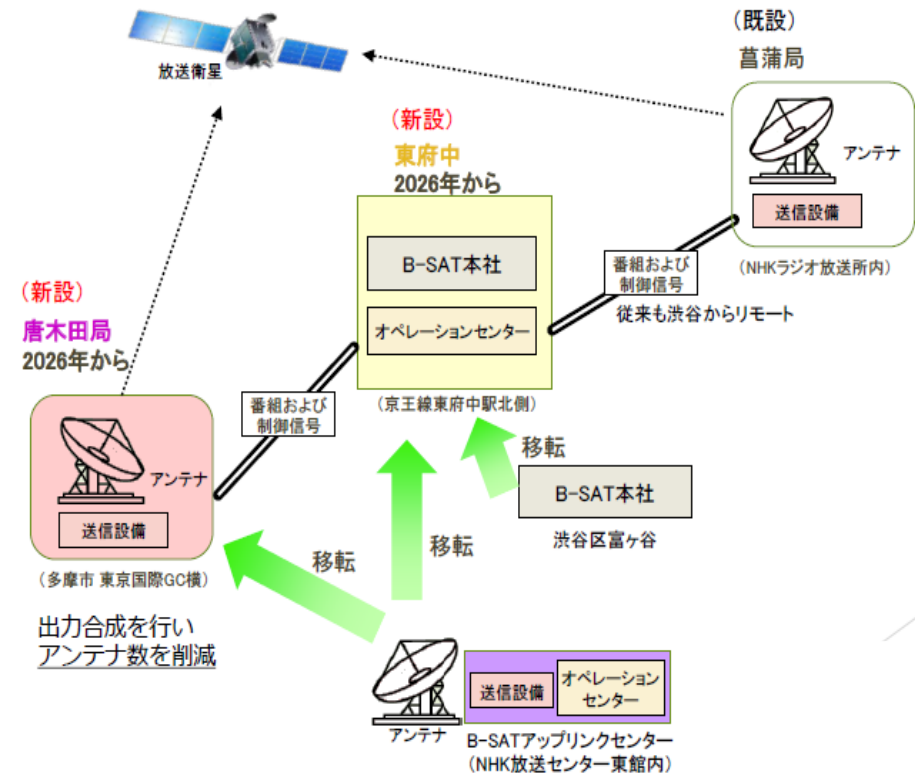 放送衛星
(既設)
菖蒲局
アンテナ
送信設備
(NHKラジオ放送所内)
(新設)
東府中
2026年から
B-SAT本社
オペレーションセンター
(京王線東府中駅北側)
番組および
制御信号
従来も渋谷からリモート
(新設)
唐木田局
2026年から
アンテナ
送信設備
(多摩市 東京国際GC横)
出力合成を行い
アンテナ数を削減
番組および
制御信号
移転
B-SAT本社
渋谷区富ヶ谷
移転
移転
アンテナ
送信設備
オペレーション
センター
B-SATアップリンクセンター
(NHK放送センター東館内)